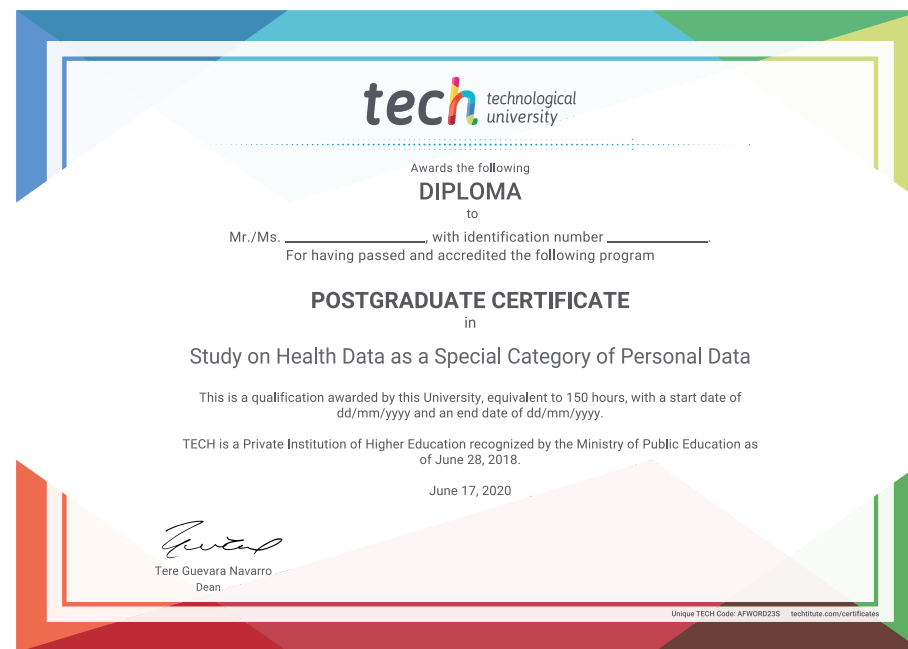 tech technological
university
Awards the following
DIPLOMA
to
Mr./Ms. ____________________, with identification number __________________.
For having passed and accredited the following program
POSTGRADUATE CERTIFICATE
in
Study on Health Data as a Special Category of Personal Data
This is a qualification awarded by this University, equivalent to 150 hours, with a start date of
dd/mm/yyyy and an end date of dd/mm/yyyy.
TECH is a Private Institution of Higher Education recognized by the Ministry of Public Education as
of June 28, 2018.
June 17, 2020
Tere Guevara Navarro
Dean
Unique TECH Code: AFWORD23S techtitute.com/certificates